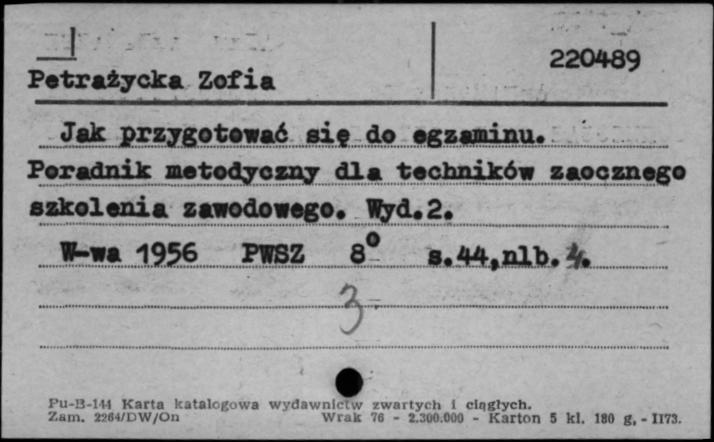 220489
Petrażycka Zofia
Jak przygotować się do egzaminu.
Poradnik metodyczny dla techników zaocznego
szkolenia zawodowego. Wyd.2.
W-wa 1956 PWSZ 8° s.44,nlb.4.
3
Pu-B-144 Karta katalogowa wydawnictw zwartych i ciągłych.
Zam. 2264/DW/On Wrak 76 - 2.300.000 - Karton 5 kl. 180 g. - II73.